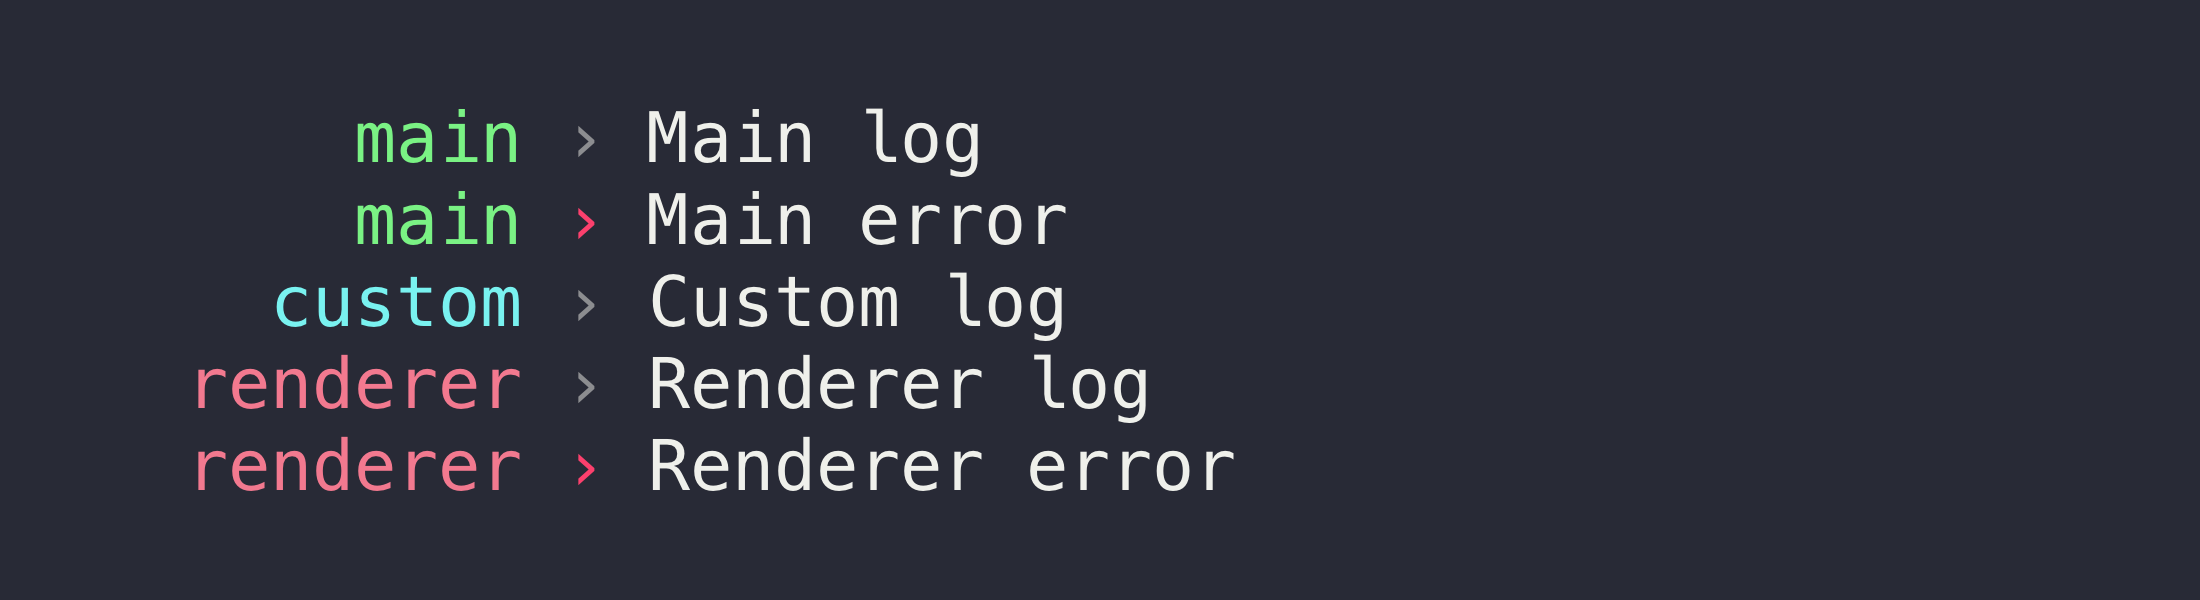 main › Main log
main › Main error
custom › Custom log
renderer › Renderer log
renderer › Renderer error